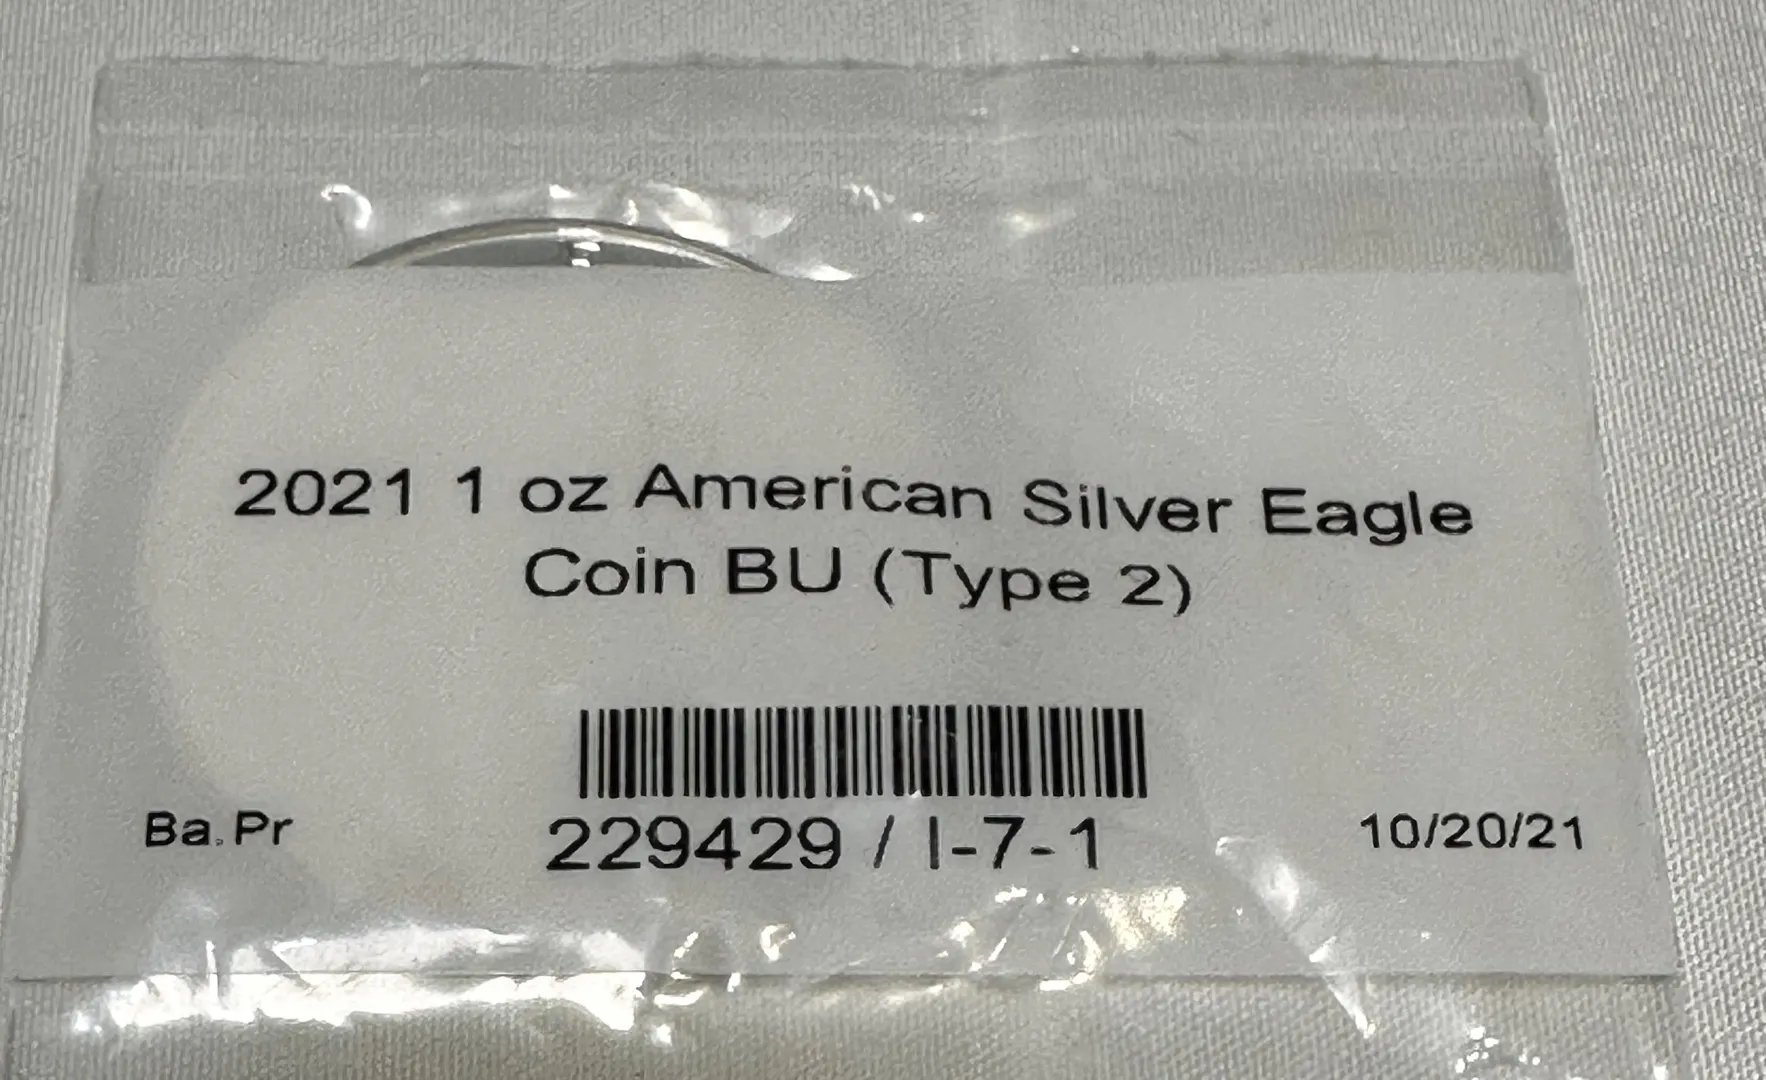 2021 1 oz American Silver Eagle
Coin BU (Type 2)
Ba.Pr
229429 / I-7-1
10/20/21